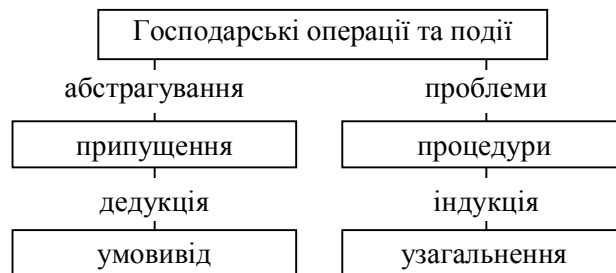 Господарські операції та події
абстрагування
проблеми
припущення
процедури
дедукція
індукція
умовивід
узагальнення